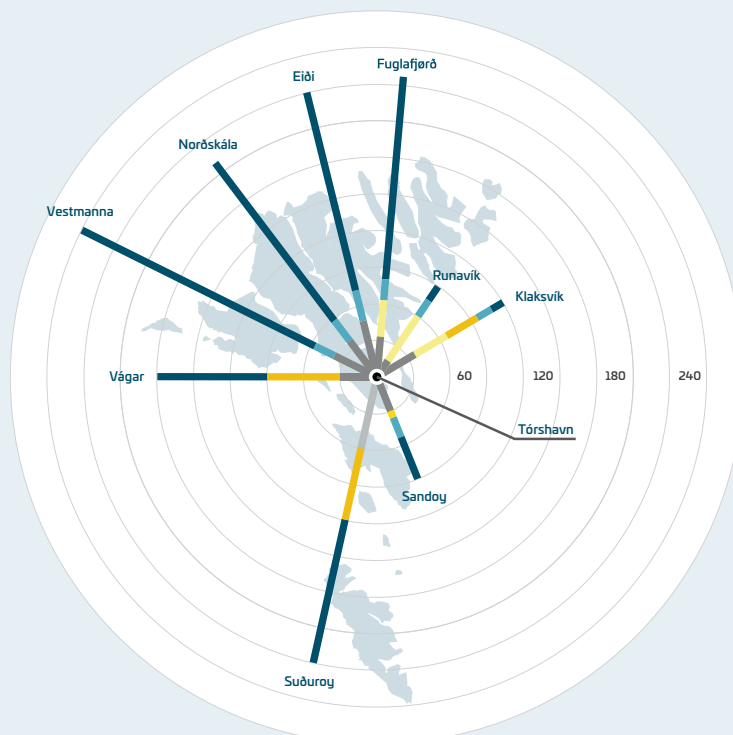 Fuglafjørð
Eiði
Norðskála
Vestmanna
Runavík
Klaksvík
Vágar
60
120
180
240
Tórshavn
Sandoy
Suðuroy